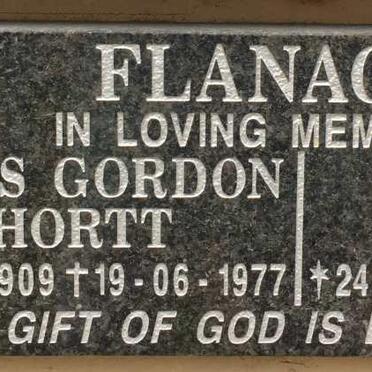 FLANAG
IN LOVING MEM
S GORDON
HORTT
909 † 19 - 06 - 1977 * 24
GIFT OF GOD IS